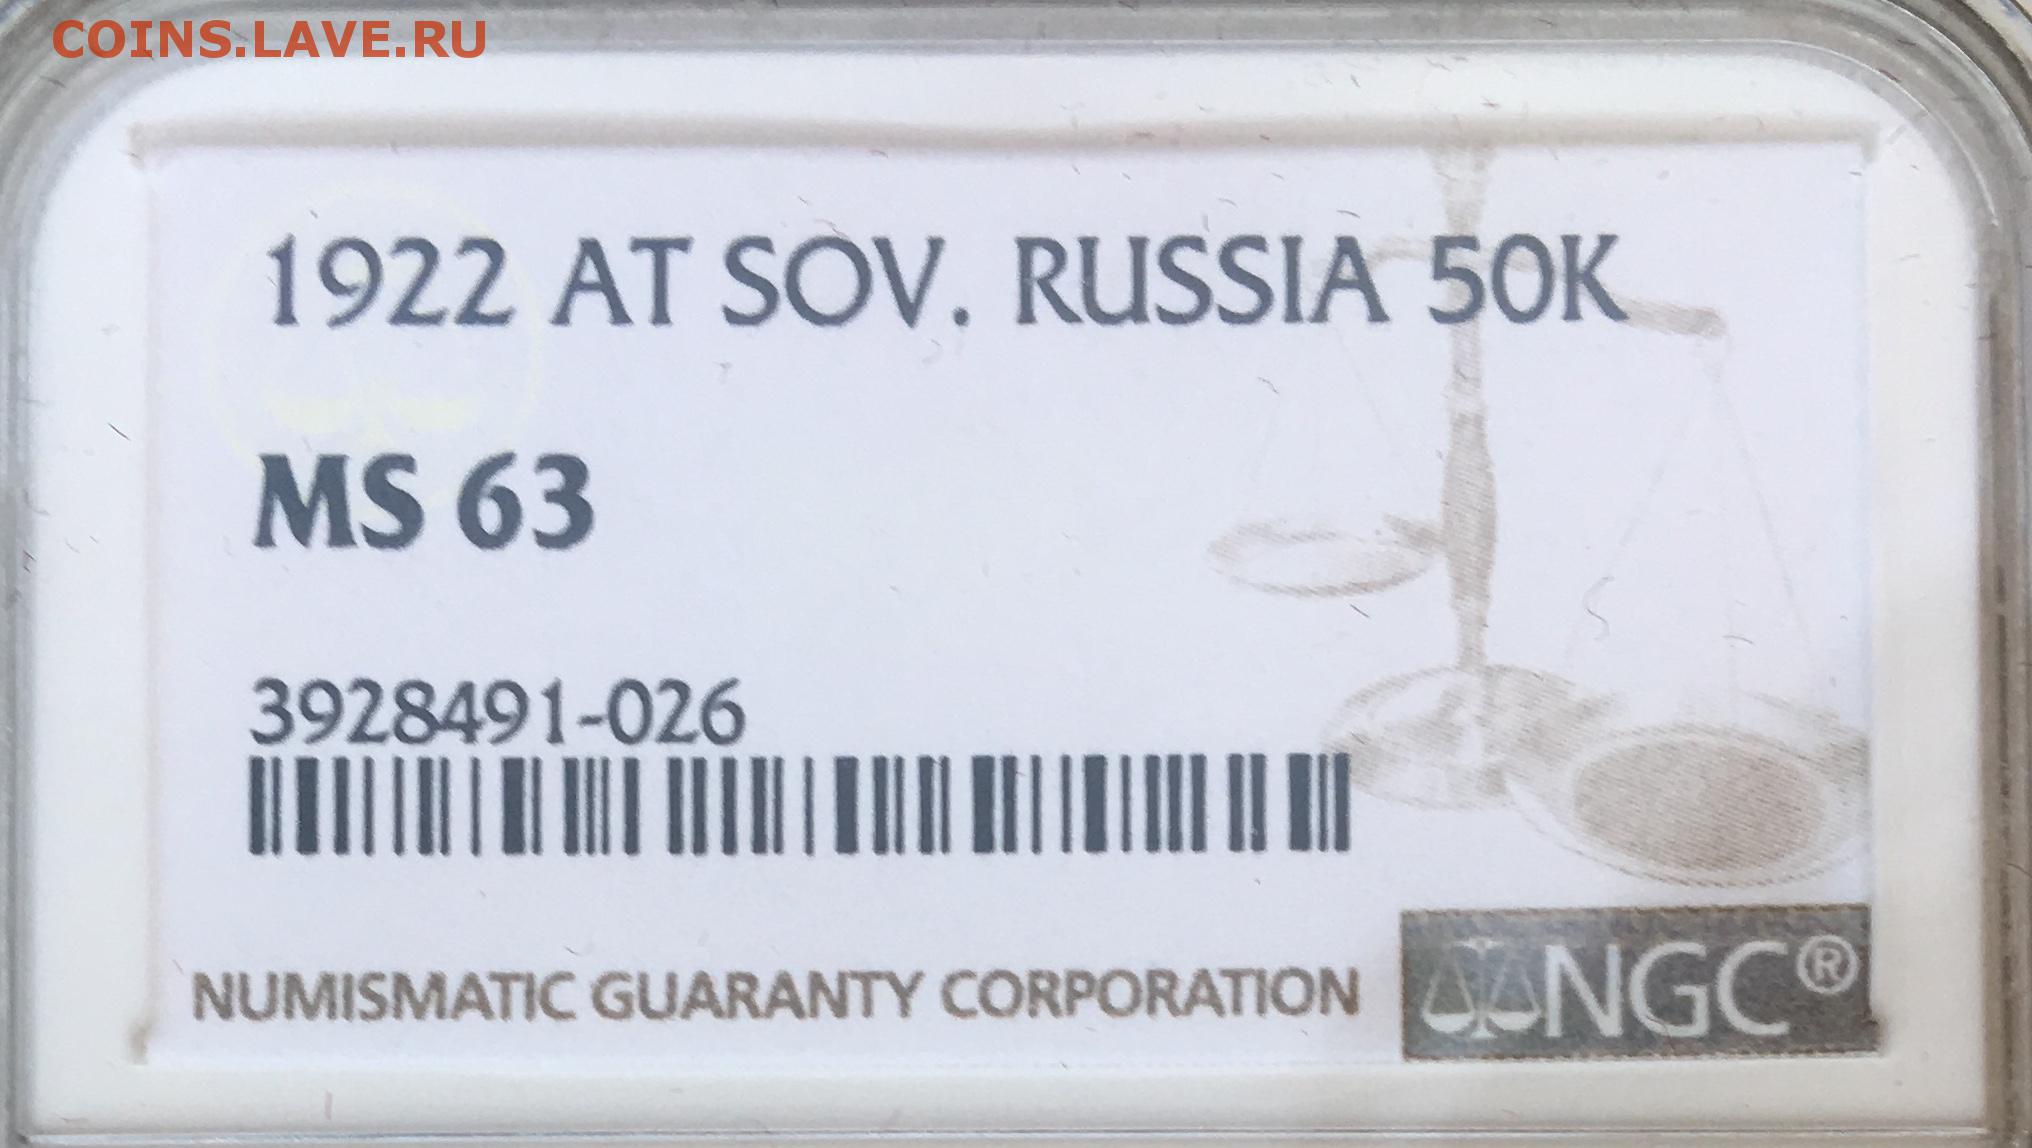 COINS.LAVE.RU
1922 AT SOV. RUSSIA 50K
MS 63
3928491-026
NUMISMATIC GUARANTY CORPORATION
NGC®